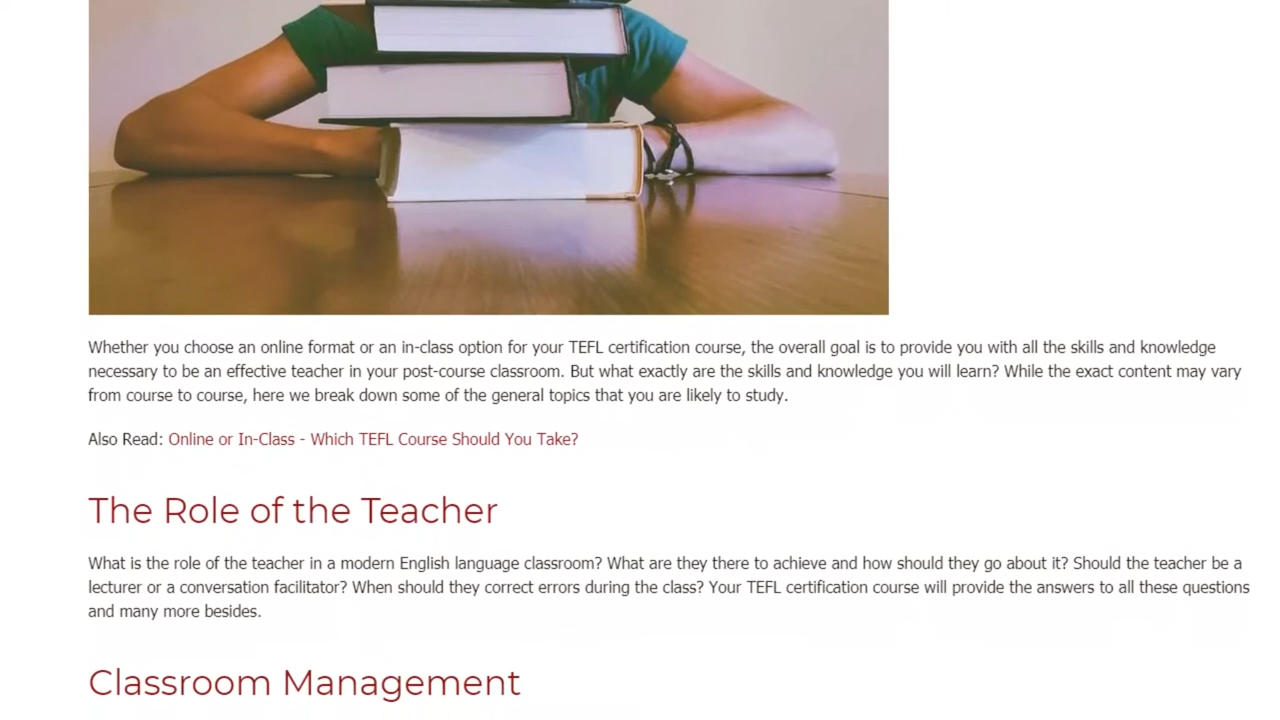 Whether you choose an online format or an in-class option for your TEFL certification course, the overall goal is to provide you with all the skills and knowledge
necessary to be an effective teacher in your post-course classroom. But what exactly are the skills and knowledge you will learn? While the exact content may vary
from course to course, here we break down some of the general topics that you are likely to study.
Also Read: Online or In-Class - Which TEFL Course Should You Take?
The Role of the Teacher
What is the role of the teacher in a modern English language classroom? What are they there to achieve and how should they go about it? Should the teacher be a
lecturer or a conversation facilitator? When should they correct errors during the class? Your TEFL certification course will provide the answers to all these questions
and many more besides.
Classroom Management